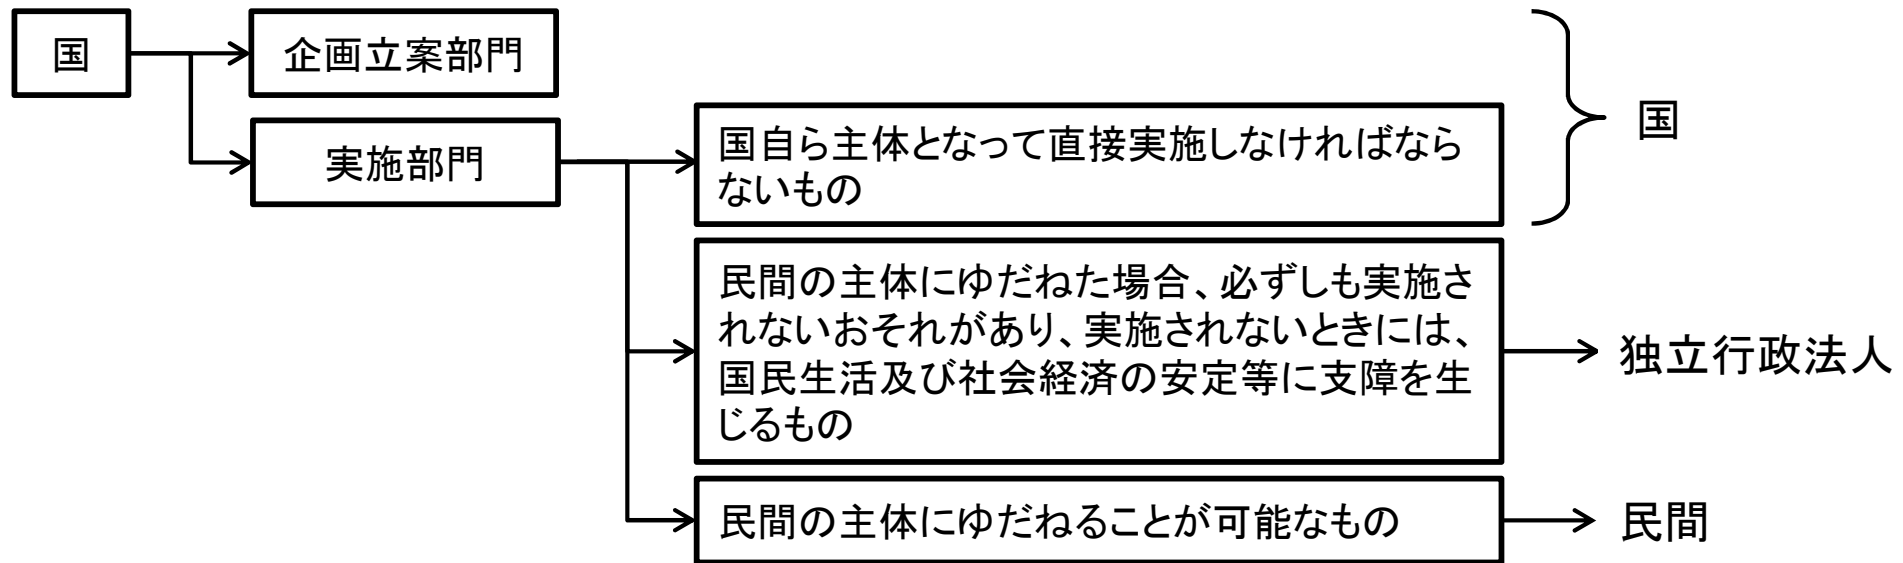 国
企画立案部門
実施部門
国自ら主体となって直接実施しなければなら
ないもの
国
民間の主体にゆだねた場合、必ずしも実施さ
れないおそれがあり、実施されないときには、
国民生活及び社会経済の安定等に支障を生
じるもの
独立行政法人
民間の主体にゆだねることが可能なもの
民間